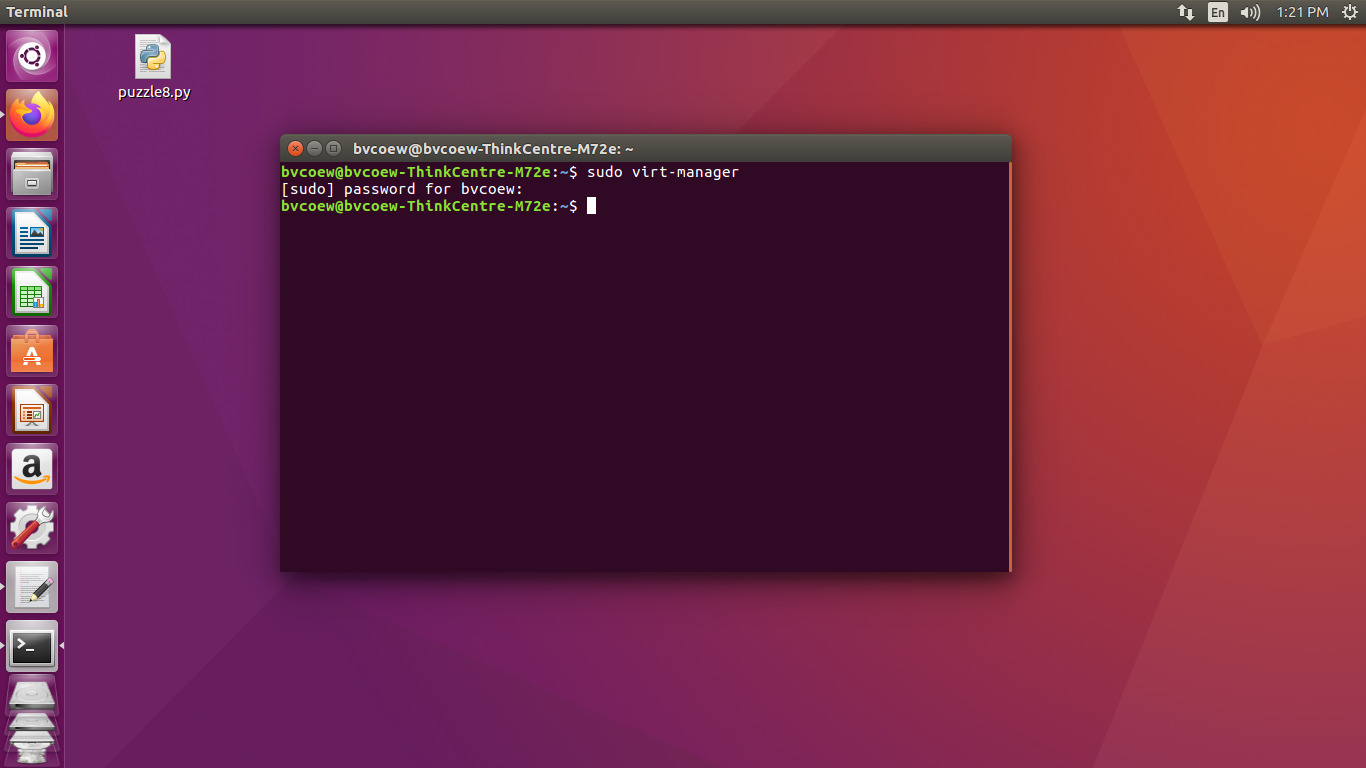 Terminal
En
1:21 PM
puzzle8.py
bvcoew@bvcoew-ThinkCentre-M72e: ~
bvcoew@bvcoew-ThinkCentre-M72e:~$ sudo virt-manager
[sudo] password for bvcoew:
bvcoew@bvcoew-ThinkCentre-M72e:~$